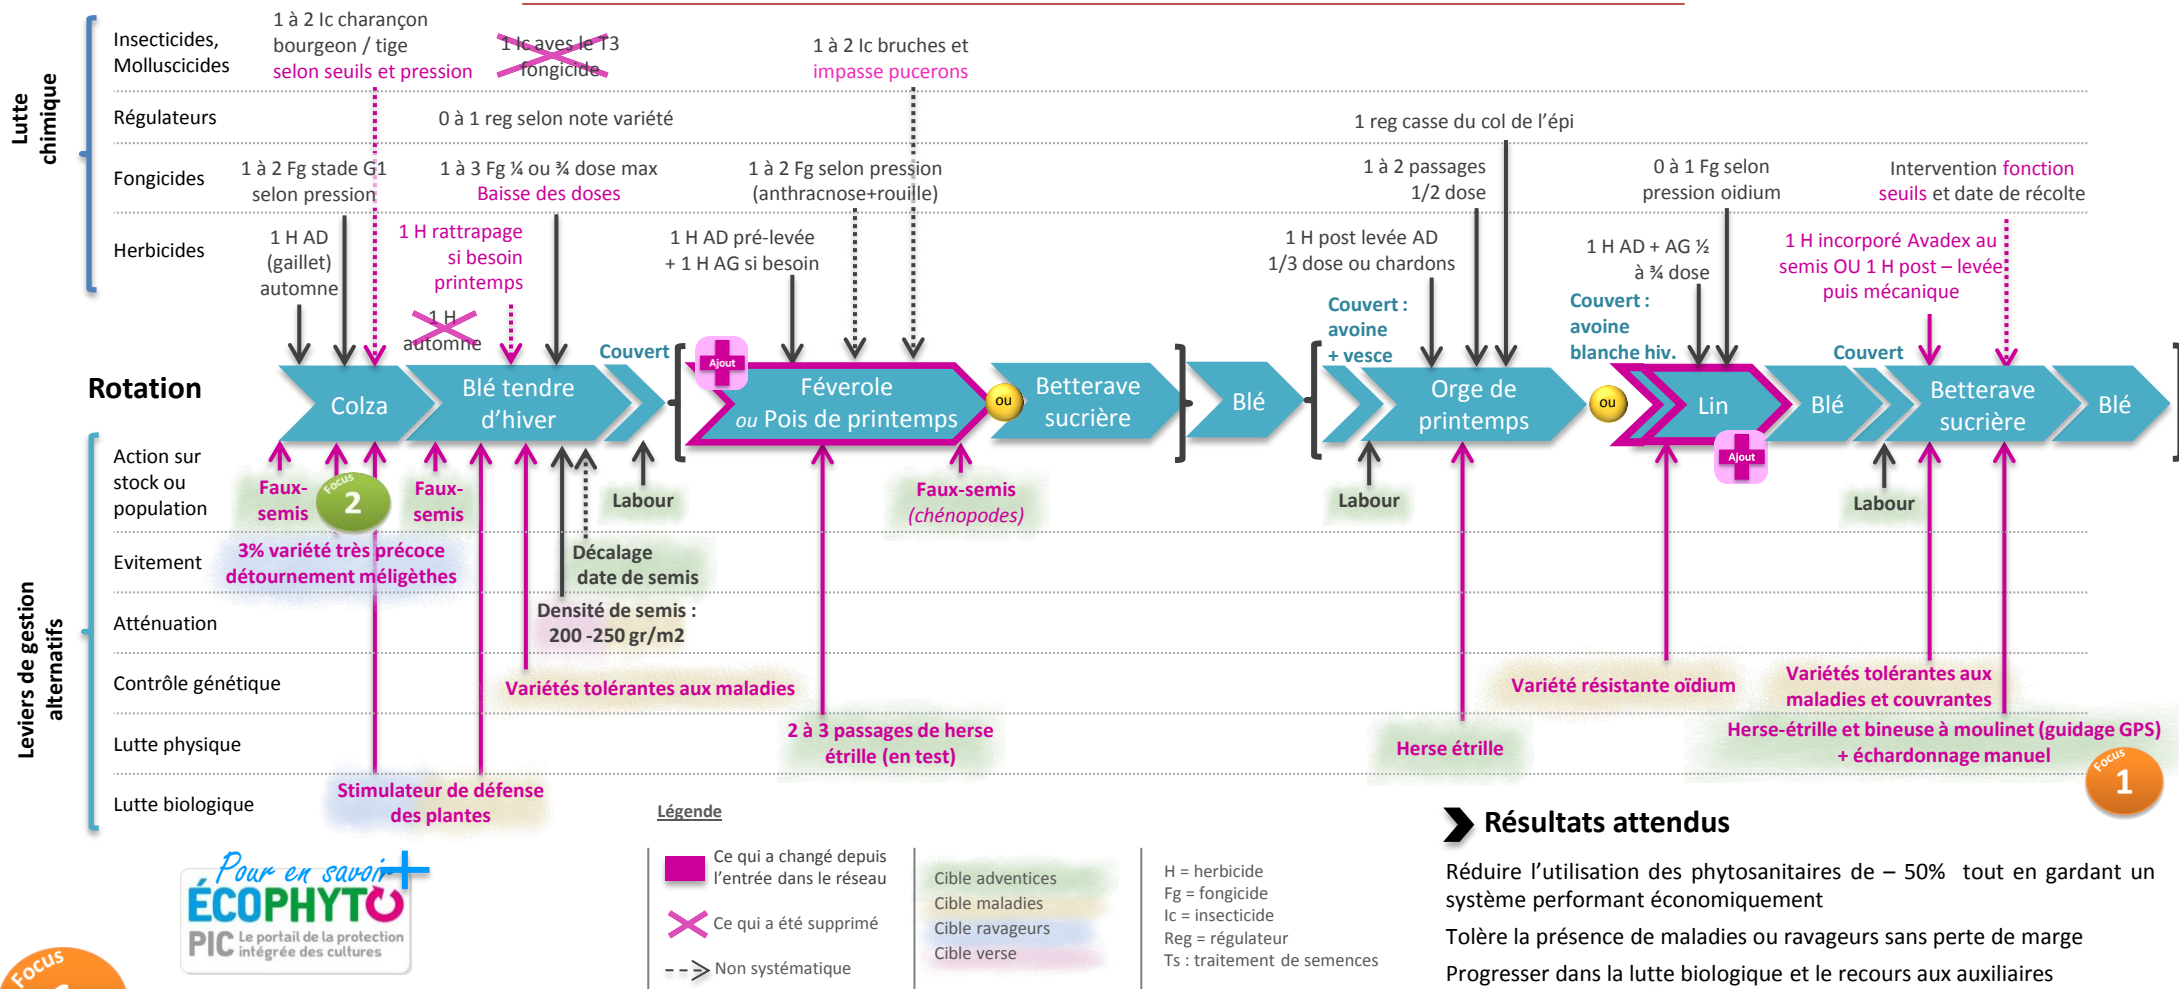 Lutte
chimique
Insecticides,
Molluscicides
1 à 2 Ic charançon
bourgeon / tige
selon seuils et pression
1 Ic aves le T3
fongicide
1 à 2 Ic bruches et
impasse pucerons
Régulateurs
0 à 1 reg selon note variété
1 reg casse du col de l'épi
Fongicides
1 à 2 Fg stade G1
selon pression
1 à 3 Fg ¼ ou ¾ dose max
Baisse des doses
1 à 2 Fg selon pression
(anthracnose+rouille)
1 à 2 passages
1/2 dose
0 à 1 Fg selon
pression oidium
Intervention fonction
seuils et date de récolte
Herbicides
1 H AD
(gaillet)
automne
1 H rattrapage
si besoin
printemps
1 H
automne
1 H AD pré-levée
+ 1 H AG si besoin
1 H post levée AD
1/3 dose ou chardons
1 H AD + AG ½
à ¾ dose
1 H incorporé Avadex au
semis OU 1 H post – levée
puis mécanique
Couvert
Couvert :
avoine
+ vesce
Couvert :
avoine
blanche hiv.
Couvert
Rotation
Colza
Blé tendre
d'hiver
Ajout
Féverole
ou Pois de printemps
ou
Betterave
sucrière
Blé
Orge de
printemps
ou
Lin
Ajout
Blé
Betterave
sucrière
Blé
Leviers de gestion
alternatifs
Action sur
stock ou
population
Faux-
semis
Focus
2
Faux-
semis
Labour
Faux-semis
(chénopodes)
Labour
Labour
Evitement
3% variété très précoce
détournement méligèthes
Décalage
date de semis
Atténuation
Densité de semis :
200 -250 gr/m2
Contrôle génétique
Variétés tolérantes aux maladies
Variété résistante oïdium
Variétés tolérantes aux
maladies et couvrantes
Lutte physique
2 à 3 passages de herse
étrille (en test)
Herse étrille
Herse-étrille et bineuse à moulinet (guidage GPS)
+ échardonnage manuel
Focus
1
Lutte biologique
Stimulateur de défense
des plantes
Pour en savoir +
ÉCOPHYTO
PIC Le portail de la protection
intégrée des cultures
Focus
Légende
Ce qui a changé depuis
l'entrée dans le réseau
Ce qui a été supprimé
Non systématique
Cible adventices
Cible maladies
Cible ravageurs
Cible verse
H = herbicide
Fg = fongicide
Ic = insecticide
Reg = régulateur
Ts : traitement de semences
Résultats attendus
Réduire l'utilisation des phytosanitaires de – 50% tout en gardant un
système performant économiquement
Tolère la présence de maladies ou ravageurs sans perte de marge
Progresser dans la lutte biologique et le recours aux auxiliaires